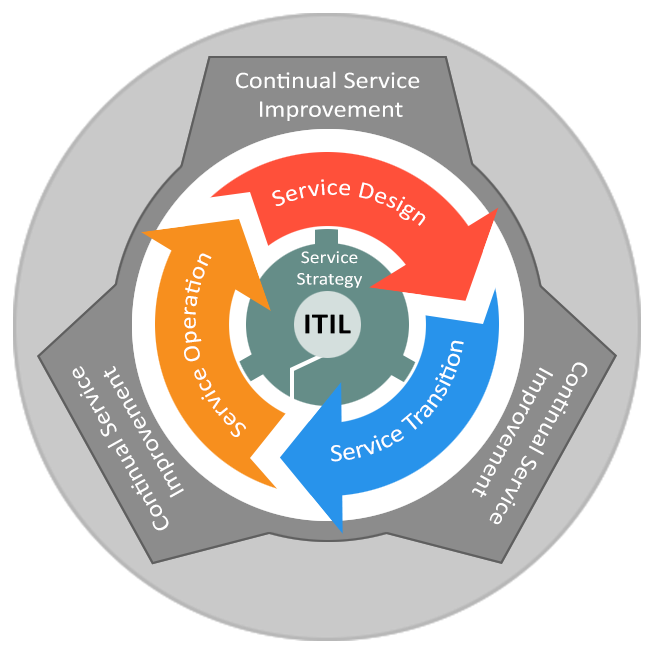 Continual Service
Improvement
Service Design
Service
Strategy
ITIL
Service Operation
Service Transition
Continual Service
Improvement
Continual Service
Improvement